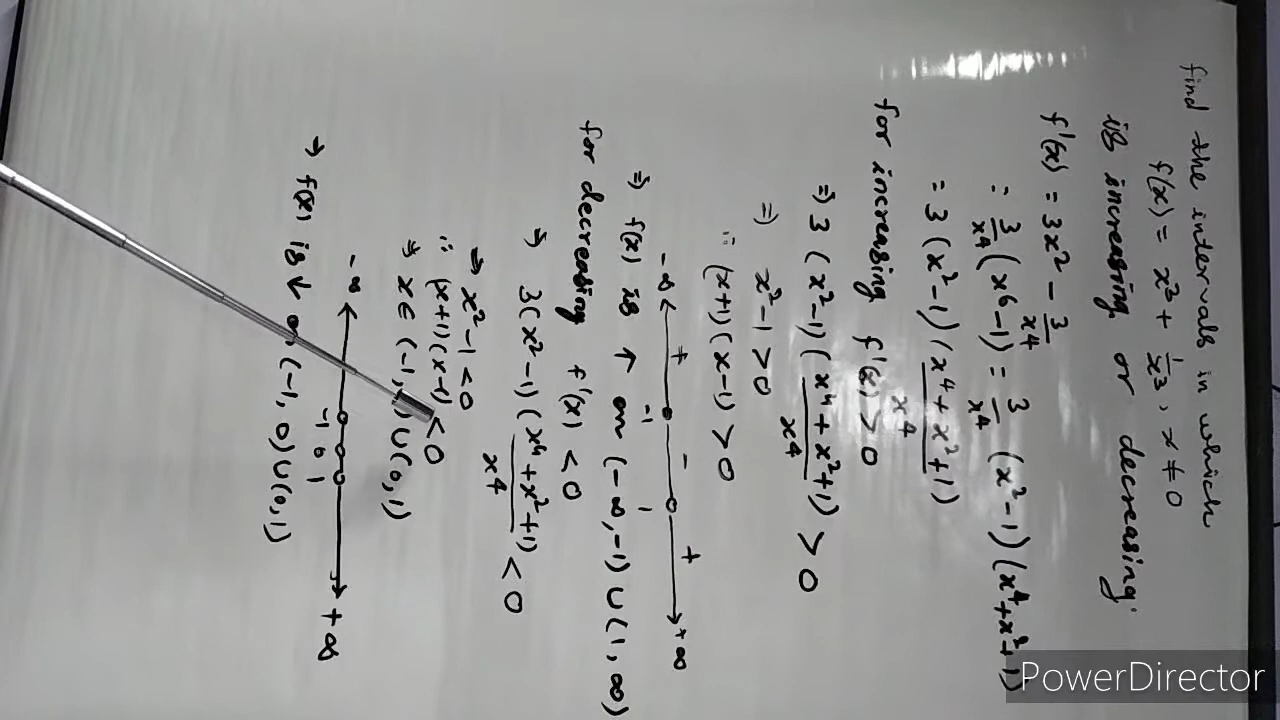 find the intervals in which
f(x) = x³ + 1/x³, x ≠ 0
is increasing or decreasing.
f'(x) = 3x² - 3/x⁴
= 3/x⁴ (x⁶-1) = 3/x⁴ (x²-1)(x⁴+x²+1)
= 3(x²-1)(x⁴+x²+1)/x⁴
for increasing f'(x) > 0
⇒ 3(x²-1)(x⁴+x²+1)/x⁴ > 0
⇒ x²-1 > 0
∴ (x+1)(x-1) > 0
-∞ + -1 - 1 + +∞
⇒ f(x) is ↑ on (-∞,-1) ∪ (1,∞)
for decreasing f'(x) < 0
⇒ 3(x²-1)(x⁴+x²+1)/x⁴ < 0
⇒ x²-1 < 0
∴ (x+1)(x-1) < 0
⇒ x ∈ (-1, ) ∪ (0,1)
-∞ -1 0 1 +∞
→ f(x) is ↓ on (-1, 0) ∪ (0,1)
PowerDirector